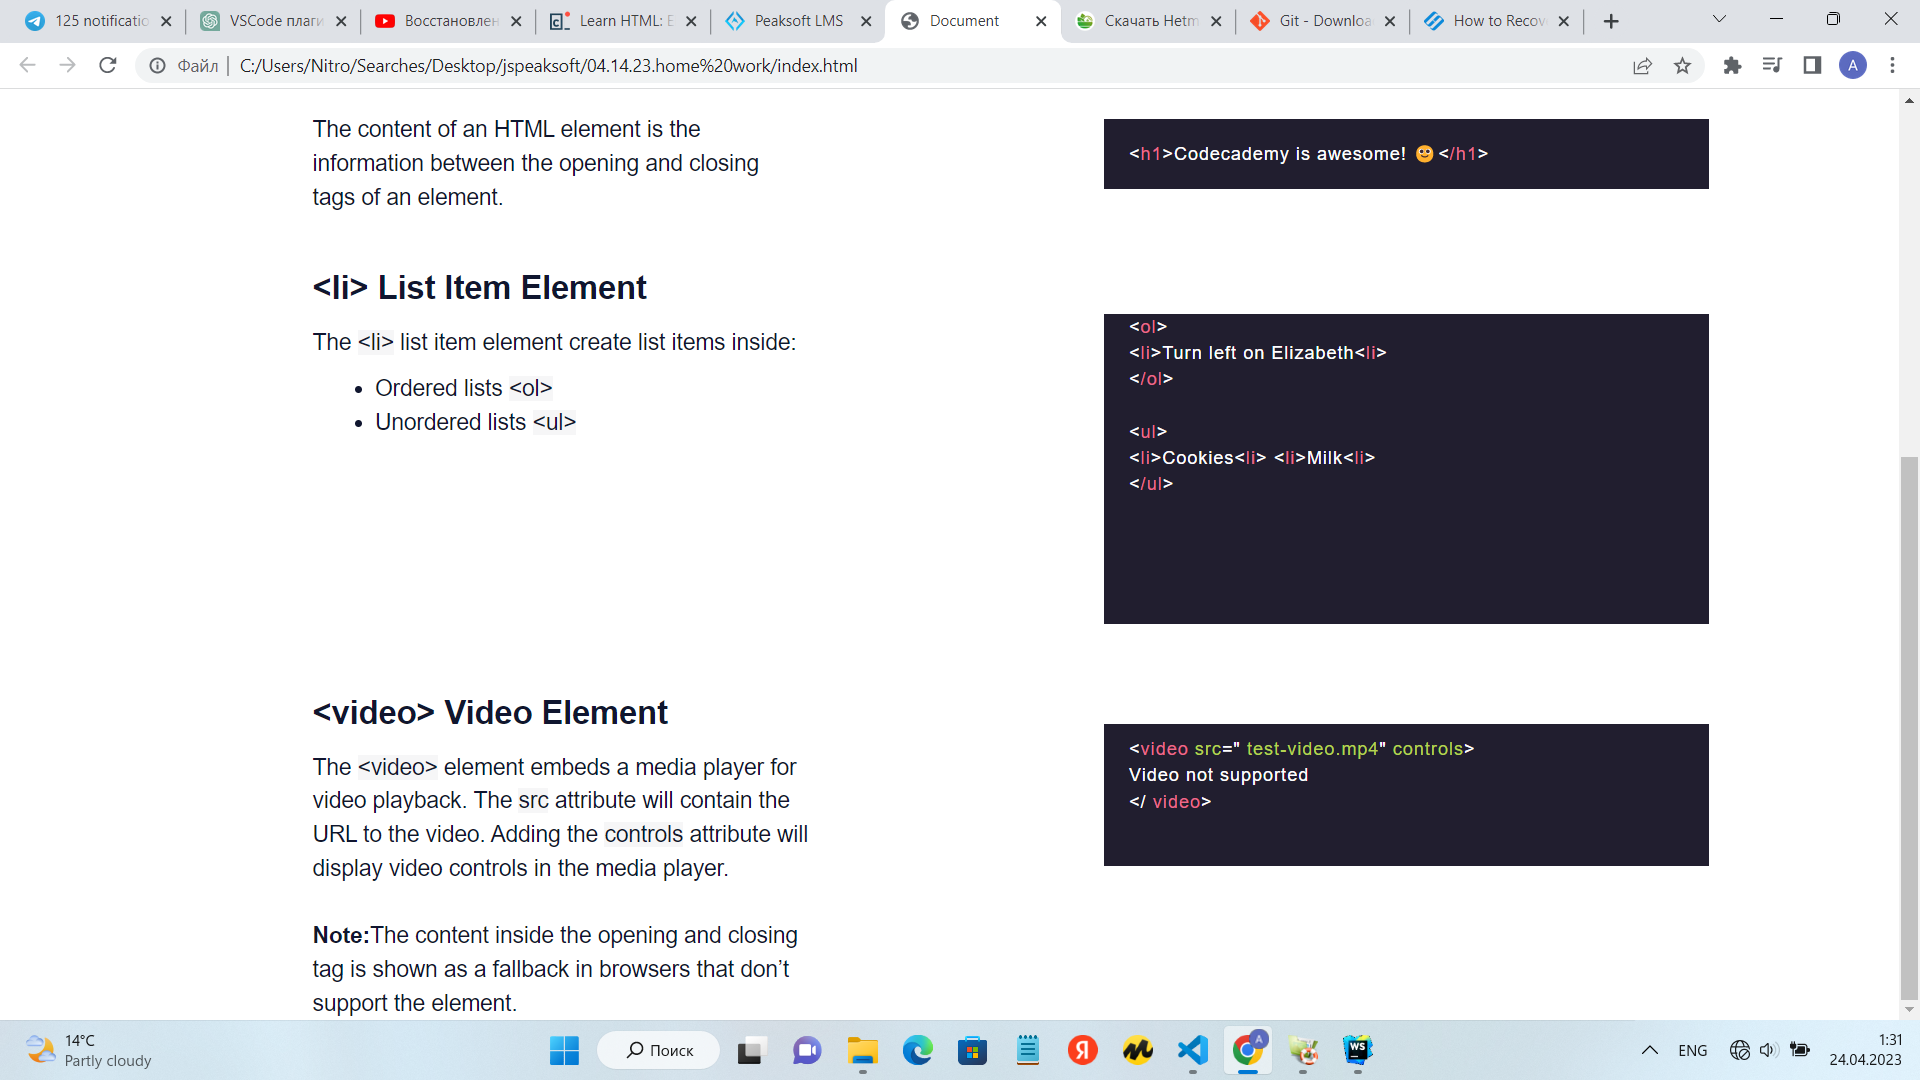 125 notificatio
VSCode плаги
Восстановлен
Learn HTML: E
Peaksoft LMS
Document
Скачать Hetm
Git - Downloa
How to Recov
Файл
C:/Users/Nitro/Searches/Desktop/jspeaksoft/04.14.23.home%20work/index.html
A
The content of an HTML element is the
information between the opening and closing
tags of an element.
<h1>Codecademy is awesome! 🙂</h1>
<li> List Item Element
The <li> list item element create list items inside:
• Ordered lists <ol>
• Unordered lists <ul>
<ol>
<li>Turn left on Elizabeth<li>
</ol>
<ul>
<li>Cookies<li> <li>Milk<li>
</ul>
<video> Video Element
The <video> element embeds a media player for
video playback. The src attribute will contain the
URL to the video. Adding the controls attribute will
display video controls in the media player.
<video src=" test-video.mp4" controls>
Video not supported
</ video>
Note:The content inside the opening and closing
tag is shown as a fallback in browsers that don’t
support the element.
14°C
Partly cloudy
Поиск
Я
A
WS
ENG
1:31
24.04.2023